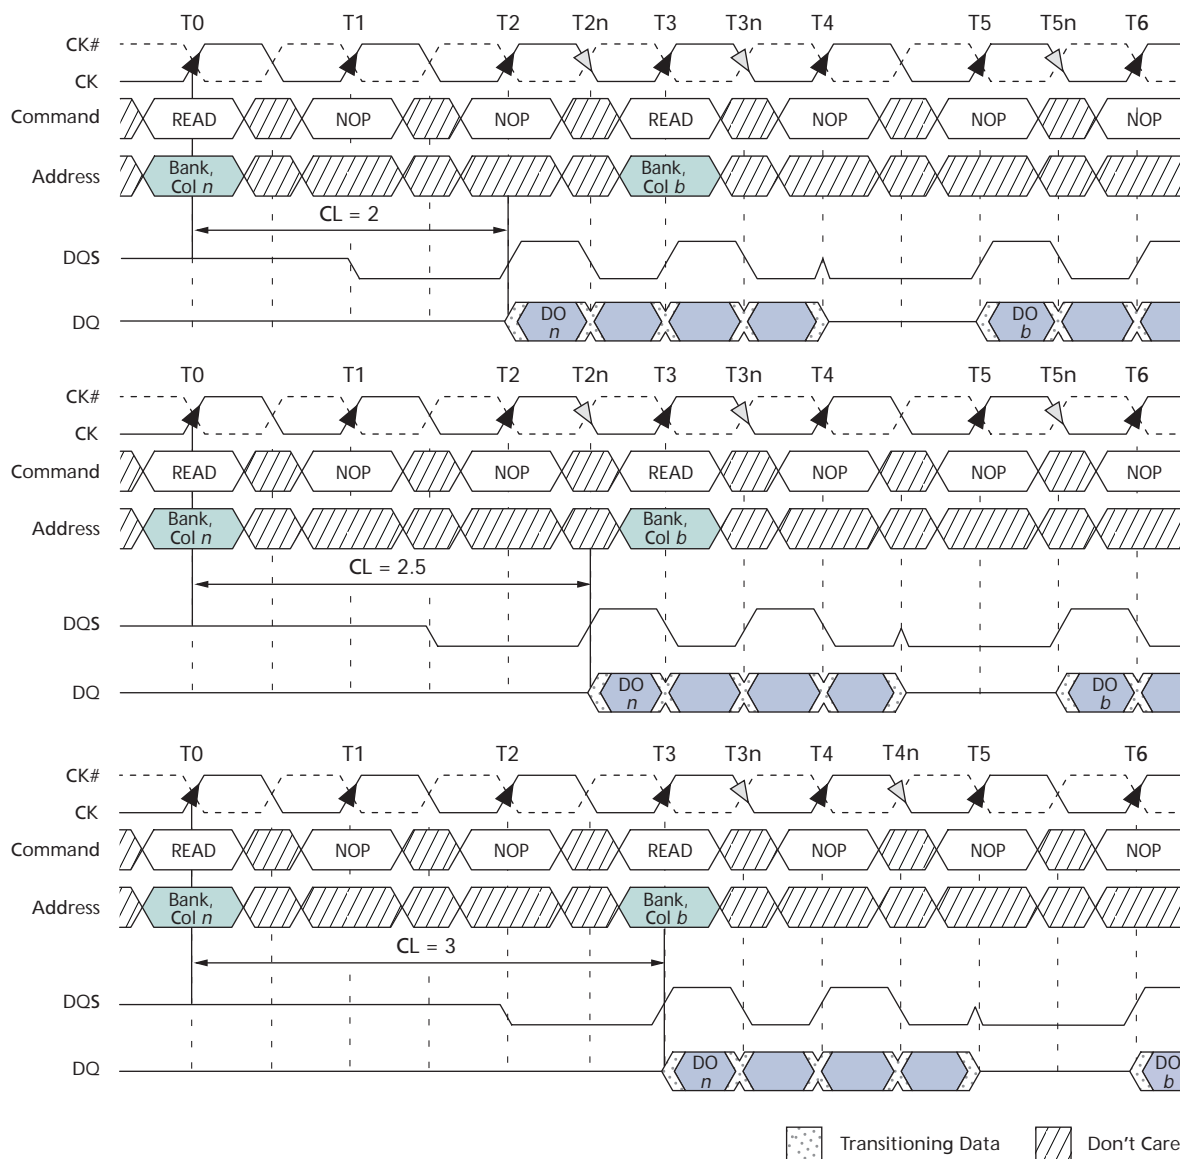 T0 T1 T2 T2n T3 T3n T4 T5 T5n T6
CK#
CK
Command READ NOP NOP READ NOP NOP NOP
Address Bank, Col n Bank, Col b
CL = 2
DQS
DQ DO n DO b
T0 T1 T2 T2n T3 T3n T4 T5 T5n T6
CK#
CK
Command READ NOP NOP READ NOP NOP NOP
Address Bank, Col n Bank, Col b
CL = 2.5
DQS
DQ DO n DO b
T0 T1 T2 T3 T3n T4 T4n T5 T6
CK#
CK
Command READ NOP NOP READ NOP NOP NOP
Address Bank, Col n Bank, Col b
CL = 3
DQS
DQ DO n DO b
Transitioning Data Don't Care